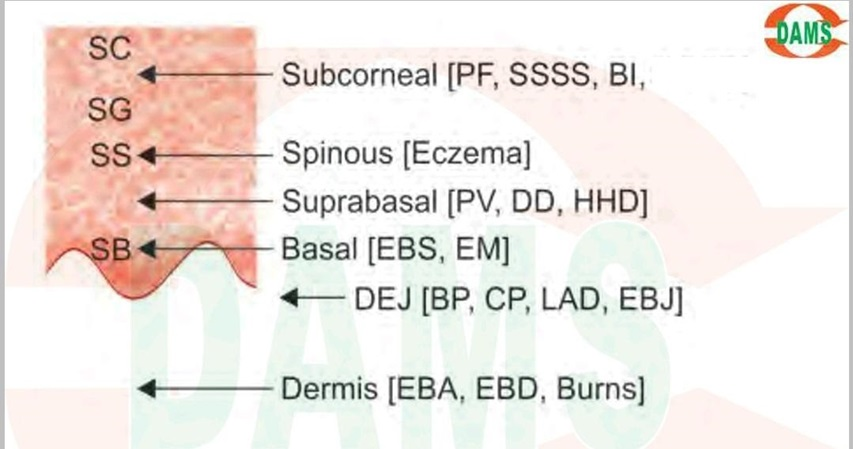 DAMS
SC
Subcorneal [PF, SSSS, BI,
SG
SS Spinous [Eczema]
Suprabasal [PV, DD, HHD]
SB Basal [EBS, EM]
DEJ [BP, CP, LAD, EBJ]
Dermis [EBA, EBD, Burns]
DAMS